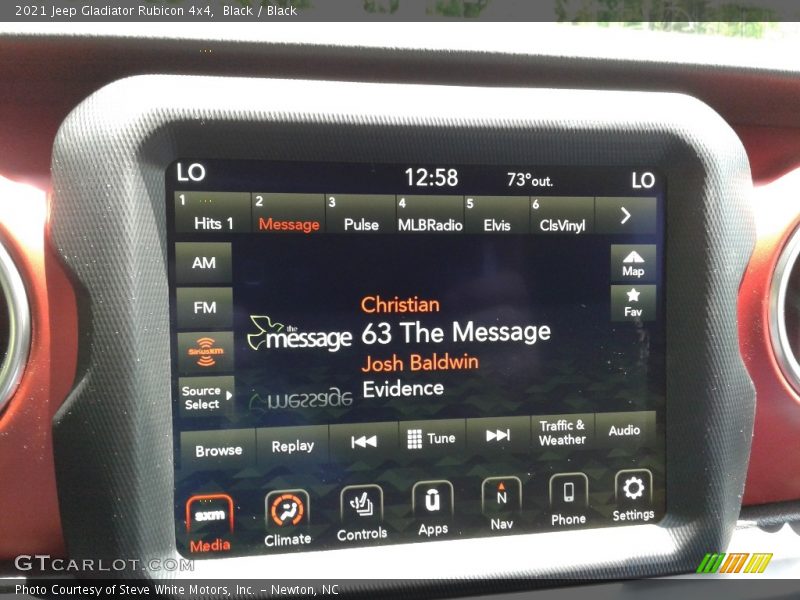 2021 Jeep Gladiator Rubicon 4x4,  Black / Black
LO 12:58 73°out. LO
1 Hits 1
2 Message
3 Pulse
4 MLBRadio
5 Elvis
6 ClsVinyl
AM
FM
SiriusXM
Source Select
Map
Fav
the message
Christian
63 The Message
Josh Baldwin
Evidence
message
Browse
Replay
Tune
Traffic & Weather
Audio
sxm
Media
Climate
Controls
Apps
N
Nav
Phone
Settings
GTcarlot.com
Photo Courtesy of Steve White Motors, Inc. – Newton, NC